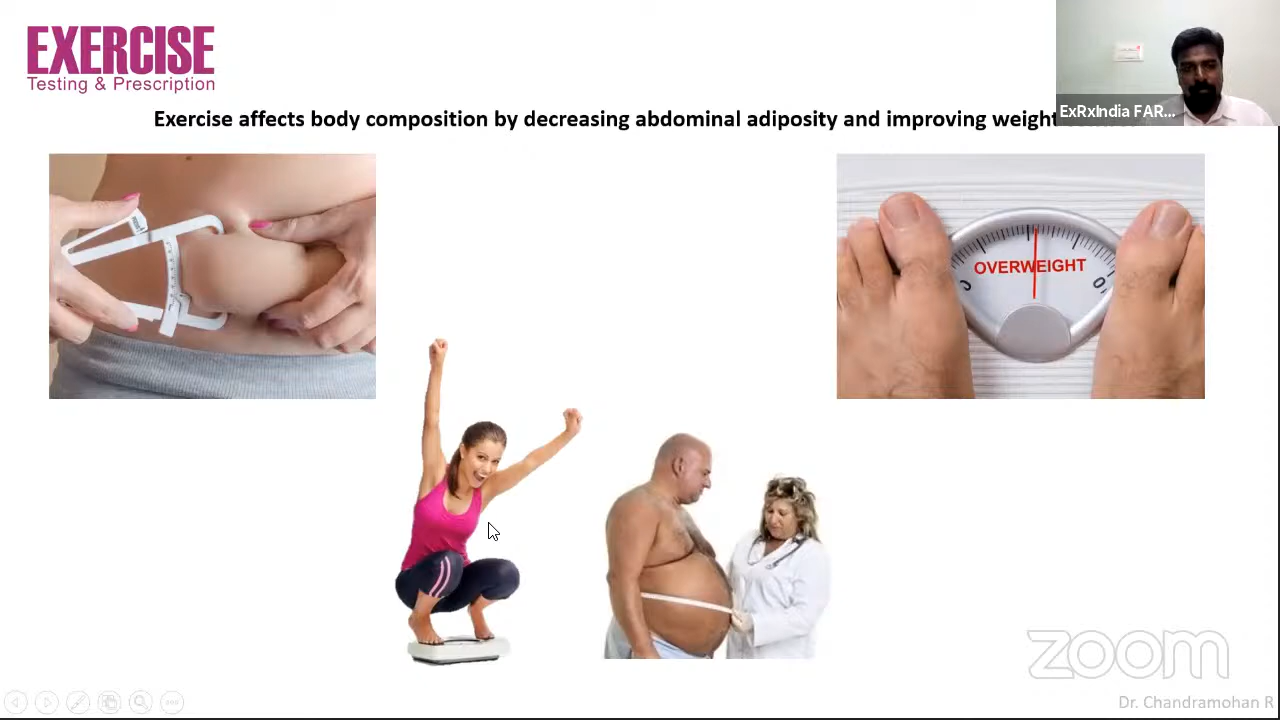 EXERCISE
Testing & Prescription
Exercise affects body composition by decreasing abdominal adiposity and improving weight
ExRxIndia FAR...
OVERWEIGHT
zoom
Dr. Chandramohan R